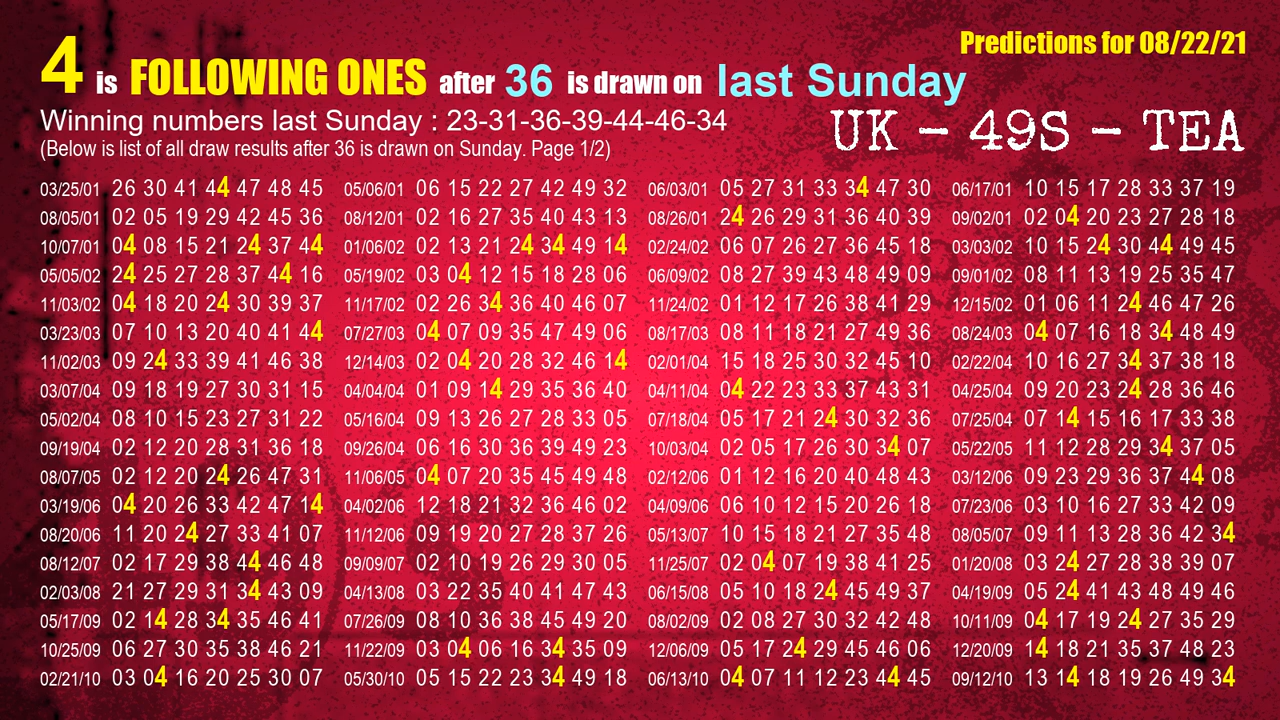 Predictions for 08/22/21
4 is FOLLOWING ONES after 36 is drawn on last Sunday
Winning numbers last Sunday : 23-31-36-39-44-46-34
UK - 49S - TEA
(Below is list of all draw results after 36 is drawn on Sunday. Page 1/2)
03/25/01 26 30 41 44 47 48 45 05/06/01 06 15 22 27 42 49 32 06/03/01 05 27 31 33 34 47 30 06/17/01 10 15 17 28 33 37 19
08/05/01 02 05 19 29 42 45 36 08/12/01 02 16 27 35 40 43 13 08/26/01 24 26 29 31 36 40 39 09/02/01 02 04 20 23 27 28 18
10/07/01 04 08 15 21 24 37 44 01/06/02 02 13 21 24 34 49 14 02/24/02 06 07 26 27 36 45 18 03/03/02 10 15 24 30 44 49 45
05/05/02 24 25 27 28 37 44 16 05/19/02 03 04 12 15 18 28 06 06/09/02 08 27 39 43 48 49 09 09/01/02 08 11 13 19 25 35 47
11/03/02 04 18 20 24 30 39 37 11/17/02 02 26 34 36 40 46 07 11/24/02 01 12 17 26 38 41 29 12/15/02 01 06 11 24 46 47 26
03/23/03 07 10 13 20 40 41 44 07/27/03 04 07 09 35 47 49 06 08/17/03 08 11 18 21 27 49 36 08/24/03 04 07 16 18 34 48 49
11/02/03 09 24 33 39 41 46 38 12/14/03 02 04 20 28 32 46 14 02/01/04 15 18 25 30 32 45 10 02/22/04 10 16 27 34 37 38 18
03/07/04 09 18 19 27 30 31 15 04/04/04 01 09 14 29 35 36 40 04/11/04 04 22 23 33 37 43 31 04/25/04 09 20 23 24 28 36 46
05/02/04 08 10 15 23 27 31 22 05/16/04 09 13 26 27 28 33 05 07/18/04 05 17 21 24 30 32 36 07/25/04 07 14 15 16 17 33 38
09/19/04 02 12 20 28 31 36 18 09/26/04 06 16 30 36 39 49 23 10/03/04 02 05 17 26 30 34 07 05/22/05 11 12 28 29 34 37 05
08/07/05 02 12 20 24 26 47 31 11/06/05 04 07 20 35 45 49 48 02/12/06 01 12 16 20 40 48 43 03/12/06 09 23 29 36 37 44 08
03/19/06 04 20 26 33 42 47 14 04/02/06 12 18 21 32 36 46 02 04/09/06 06 10 12 15 20 26 18 07/23/06 03 10 16 27 33 42 09
08/20/06 11 20 24 27 33 41 07 11/12/06 09 19 20 27 28 37 26 05/13/07 10 15 18 21 27 35 48 08/05/07 09 11 13 28 36 42 34
08/12/07 02 17 29 38 44 46 48 09/09/07 02 10 19 26 29 30 05 11/25/07 02 04 07 19 38 41 25 01/20/08 03 24 27 28 38 39 07
02/03/08 21 27 29 31 34 43 09 04/13/08 03 22 35 40 41 47 43 06/15/08 05 10 18 24 45 49 37 04/19/09 05 24 41 43 48 49 46
05/17/09 02 14 28 34 35 46 41 07/26/09 08 10 36 38 45 49 20 08/02/09 02 08 27 30 32 42 48 10/11/09 04 17 19 24 27 35 29
10/25/09 06 27 30 35 38 46 21 11/22/09 03 04 06 16 34 35 09 12/06/09 05 17 24 29 45 46 06 12/20/09 14 18 21 35 37 48 23
02/21/10 03 04 16 20 25 30 07 05/30/10 05 15 22 23 34 49 18 06/13/10 04 07 11 12 23 44 45 09/12/10 13 14 18 19 26 49 34